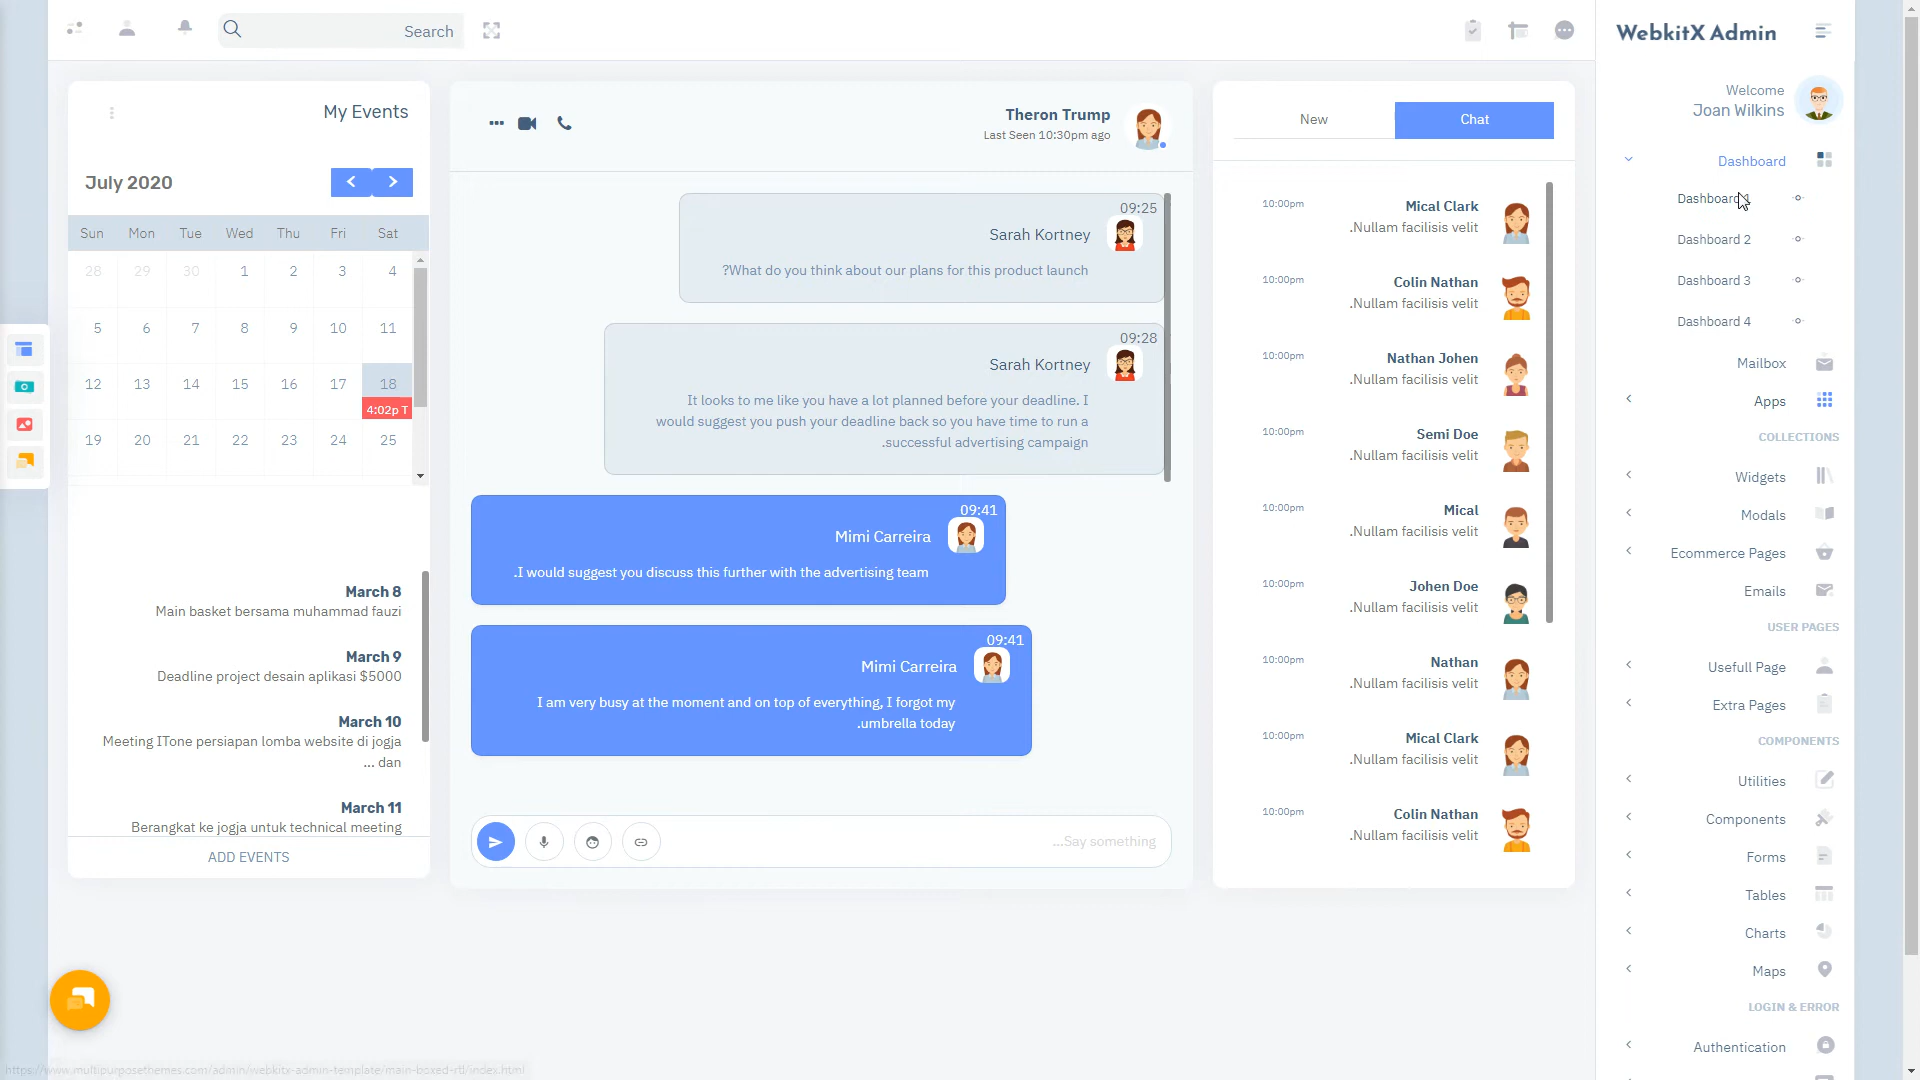 Search
WebkitX Admin
Welcome
Joan Wilkins
Dashboard
Dashboard 1
Dashboard 2
Dashboard 3
Dashboard 4
Mailbox
Apps
COLLECTIONS
Widgets
Modals
Ecommerce Pages
Emails
USER PAGES
Usefull Page
Extra Pages
COMPONENTS
Utilities
Components
Forms
Tables
Charts
Maps
LOGIN & ERROR
Authentication
My Events
July 2020
Sun Mon Tue Wed Thu Fri Sat
28 29 30 1 2 3 4
5 6 7 8 9 10 11
12 13 14 15 16 17 18
4:02p T
19 20 21 22 23 24 25
March 8
Main basket bersama muhammad fauzi
March 9
Deadline project desain aplikasi $5000
March 10
Meeting ITone persiapan lomba website di jogja
... dan
March 11
Berangkat ke jogja untuk technical meeting
ADD EVENTS
Theron Trump
Last Seen 10:30pm ago
09:25
Sarah Kortney
?What do you think about our plans for this product launch
09:28
Sarah Kortney
It looks to me like you have a lot planned before your deadline. I
would suggest you push your deadline back so you have time to run a
.successful advertising campaign
09:41
Mimi Carreira
.I would suggest you discuss this further with the advertising team
09:41
Mimi Carreira
I am very busy at the moment and on top of everything, I forgot my
.umbrella today
...Say something
New
Chat
10:00pm
Mical Clark
.Nullam facilisis velit
10:00pm
Colin Nathan
.Nullam facilisis velit
10:00pm
Nathan Johen
.Nullam facilisis velit
10:00pm
Semi Doe
.Nullam facilisis velit
10:00pm
Mical
.Nullam facilisis velit
10:00pm
Johen Doe
.Nullam facilisis velit
10:00pm
Nathan
.Nullam facilisis velit
10:00pm
Mical Clark
.Nullam facilisis velit
10:00pm
Colin Nathan
.Nullam facilisis velit
https://www.multipurposethemes.com/admin/webkitx-admin-template/main-boxed-rtl/index.html